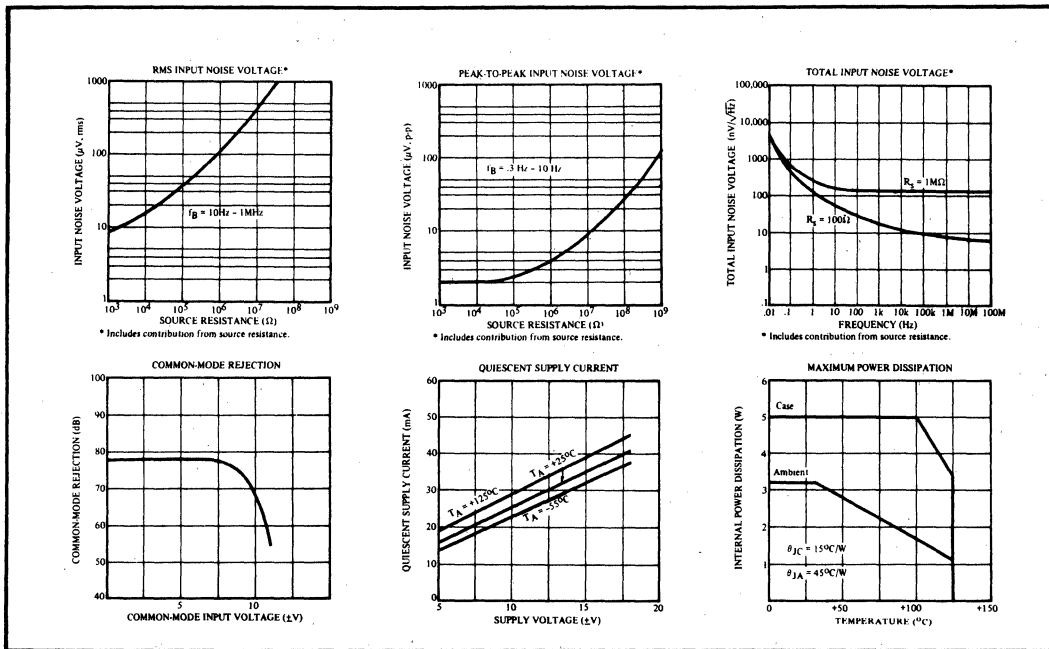 RMS INPUT NOISE VOLTAGE*
INPUT NOISE VOLTAGE (μV, rms)
1000
100
10
1
fB = 10Hz – 1MHz
10³ 10⁴ 10⁵ 10⁶ 10⁷ 10⁸ 10⁹
SOURCE RESISTANCE (Ω)
* Includes contribution from source resistance.
PEAK-TO-PEAK INPUT NOISE VOLTAGE*
INPUT NOISE VOLTAGE (μV, p-p)
1000
100
10
1
fB = .3 Hz – 10 Hz
10³ 10⁴ 10⁵ 10⁶ 10⁷ 10⁸ 10⁹
SOURCE RESISTANCE (Ω)
* Includes contribution from source resistance.
TOTAL INPUT NOISE VOLTAGE*
TOTAL INPUT NOISE VOLTAGE (nV/√Hz)
100,000
10,000
1000
100
10
1
.1
Rs = 1MΩ
Rs = 100Ω
.01 .1 1 10 100 1k 10k 100k 1M 10M 100M
FREQUENCY (Hz)
* Includes contribution from source resistance.
COMMON-MODE REJECTION
COMMON-MODE REJECTION (dB)
100
90
80
70
60
50
40
5 10
COMMON-MODE INPUT VOLTAGE (±V)
QUIESCENT SUPPLY CURRENT
QUIESCENT SUPPLY CURRENT (mA)
60
50
40
30
20
10
0
TA = +125°C
TA = +25°C
TA = –55°C
5 10 15 20
SUPPLY VOLTAGE (±V)
MAXIMUM POWER DISSIPATION
INTERNAL POWER DISSIPATION (W)
6
5
4
3
2
1
Case
Ambient
θJC = 15°C/W
θJA = 45°C/W
0 +50 +100 +150
TEMPERATURE (°C)